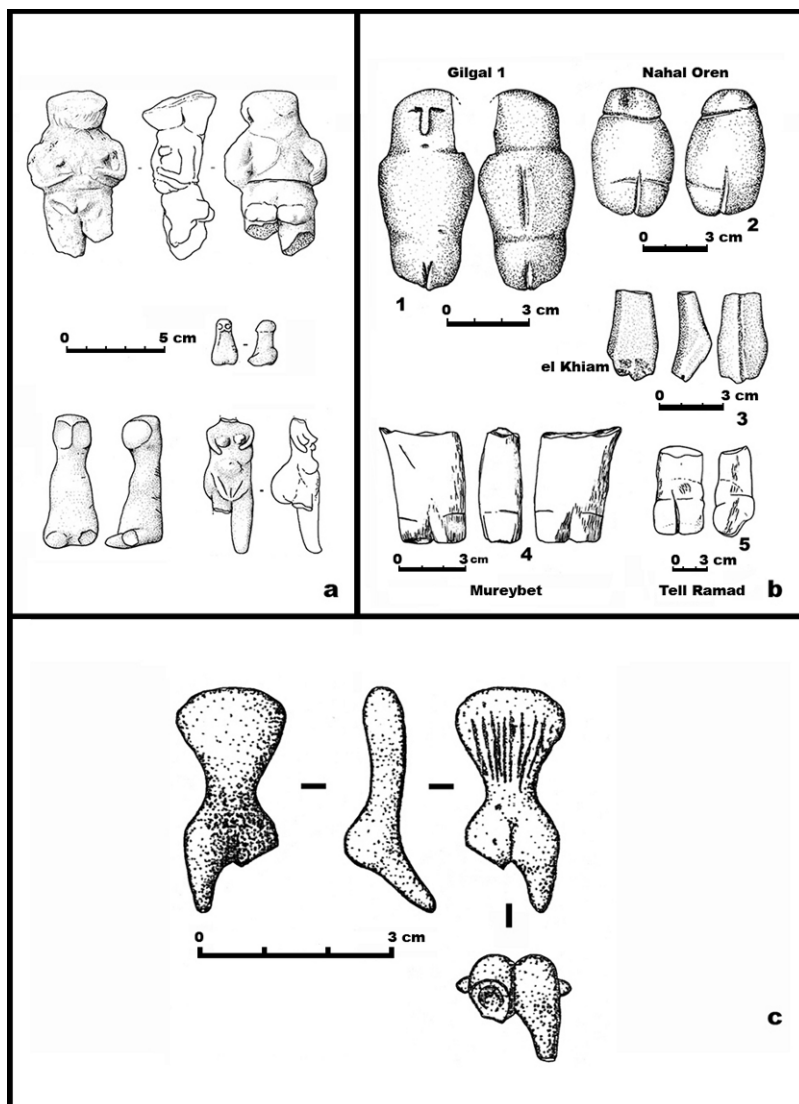 0 5 cm
a
Gilgal 1
Nahal Oren
0 3 cm
2
1
0 3 cm
el Khiam
0 3 cm
3
0 3 cm
4
Mureybet
0 3 cm
5
Tell Ramad
b
0 3 cm
c